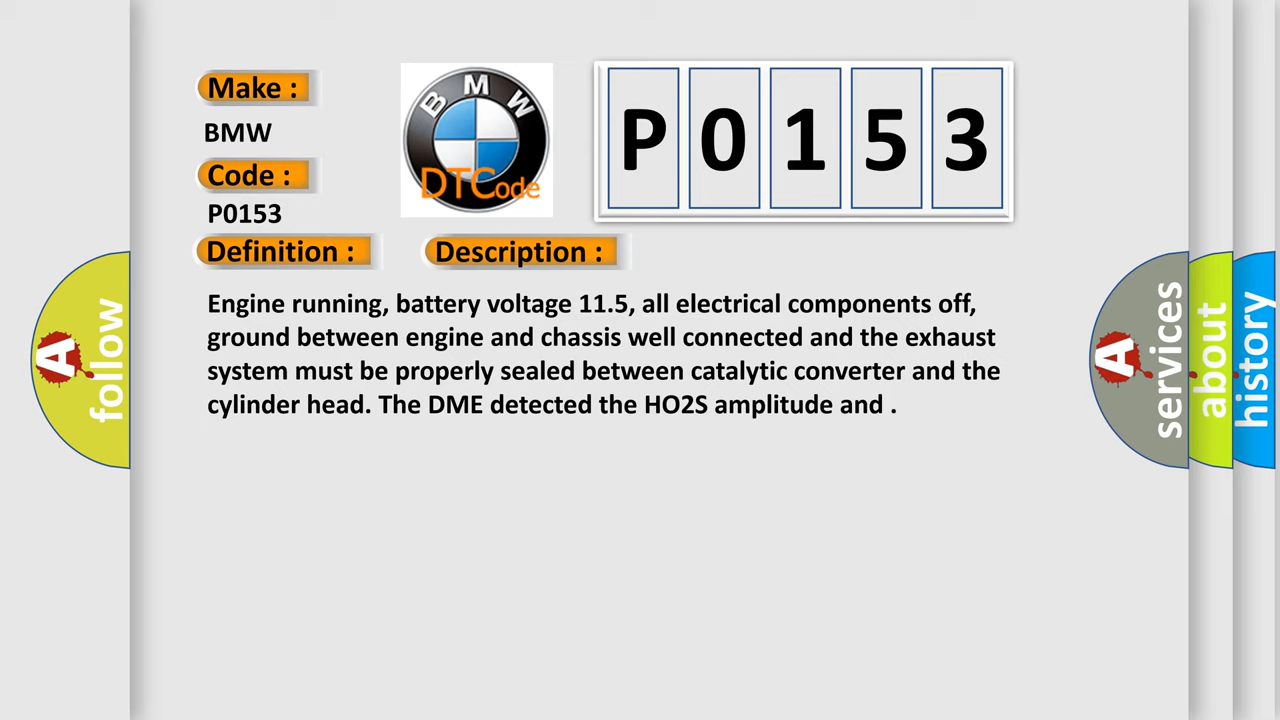 Make :
BMW
Code :
P0153
Definition :
Description :
B M W
DTCode
P 0 1 5 3
Engine running, battery voltage 11.5, all electrical components off,
ground between engine and chassis well connected and the exhaust
system must be properly sealed between catalytic converter and the
cylinder head. The DME detected the HO2S amplitude and .
A
follow
A
services
about
history